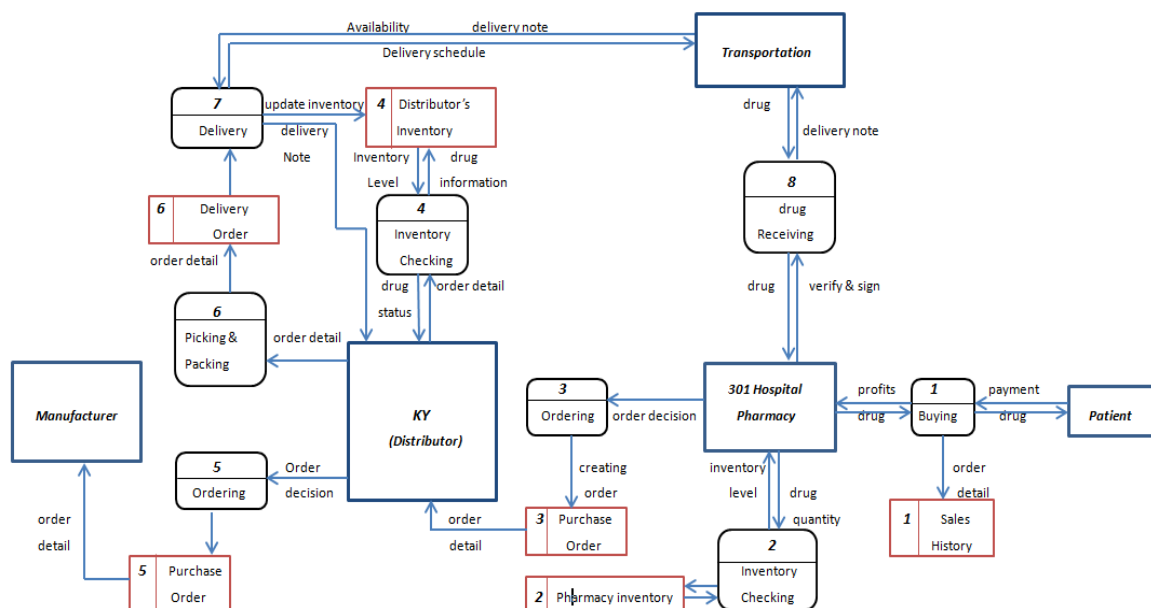 Availability delivery note
Delivery schedule
Transportation
7
Delivery
update inventory
delivery
Note
4 Distributor's
Inventory
Inventory drug
Level information
drug
delivery note
8
drug
Receiving
6 Delivery
Order
order detail
4
Inventory
Checking
drug order detail
status
drug verify & sign
6
Picking &
Packing
order detail
Manufacturer
KY
(Distributor)
3
Ordering
order decision
301 Hospital
Pharmacy
profits
drug
1
Buying
payment
drug
Patient
5
Ordering
Order
decision
creating
order
inventory
level
drug
quantity
order
detail
order
detail
5 Purchase
Order
order
detail
3 Purchase
Order
1 Sales
History
2
Inventory
Checking
2 Pharmacy inventory